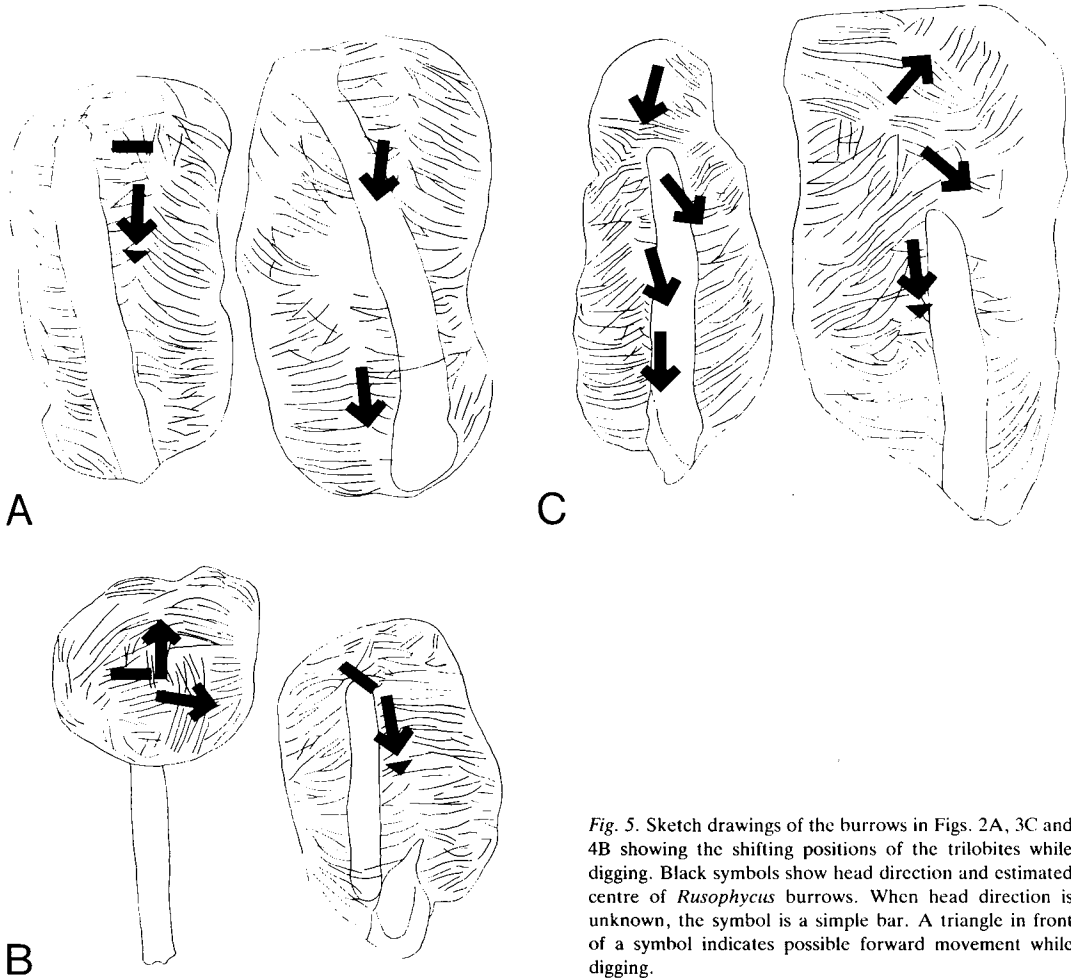 A
C
B
Fig. 5. Sketch drawings of the burrows in Figs. 2A, 3C and
4B showing the shifting positions of the trilobites while
digging. Black symbols show head direction and estimated
centre of Rusophycus burrows. When head direction is
unknown, the symbol is a simple bar. A triangle in front
of a symbol indicates possible forward movement while
digging.